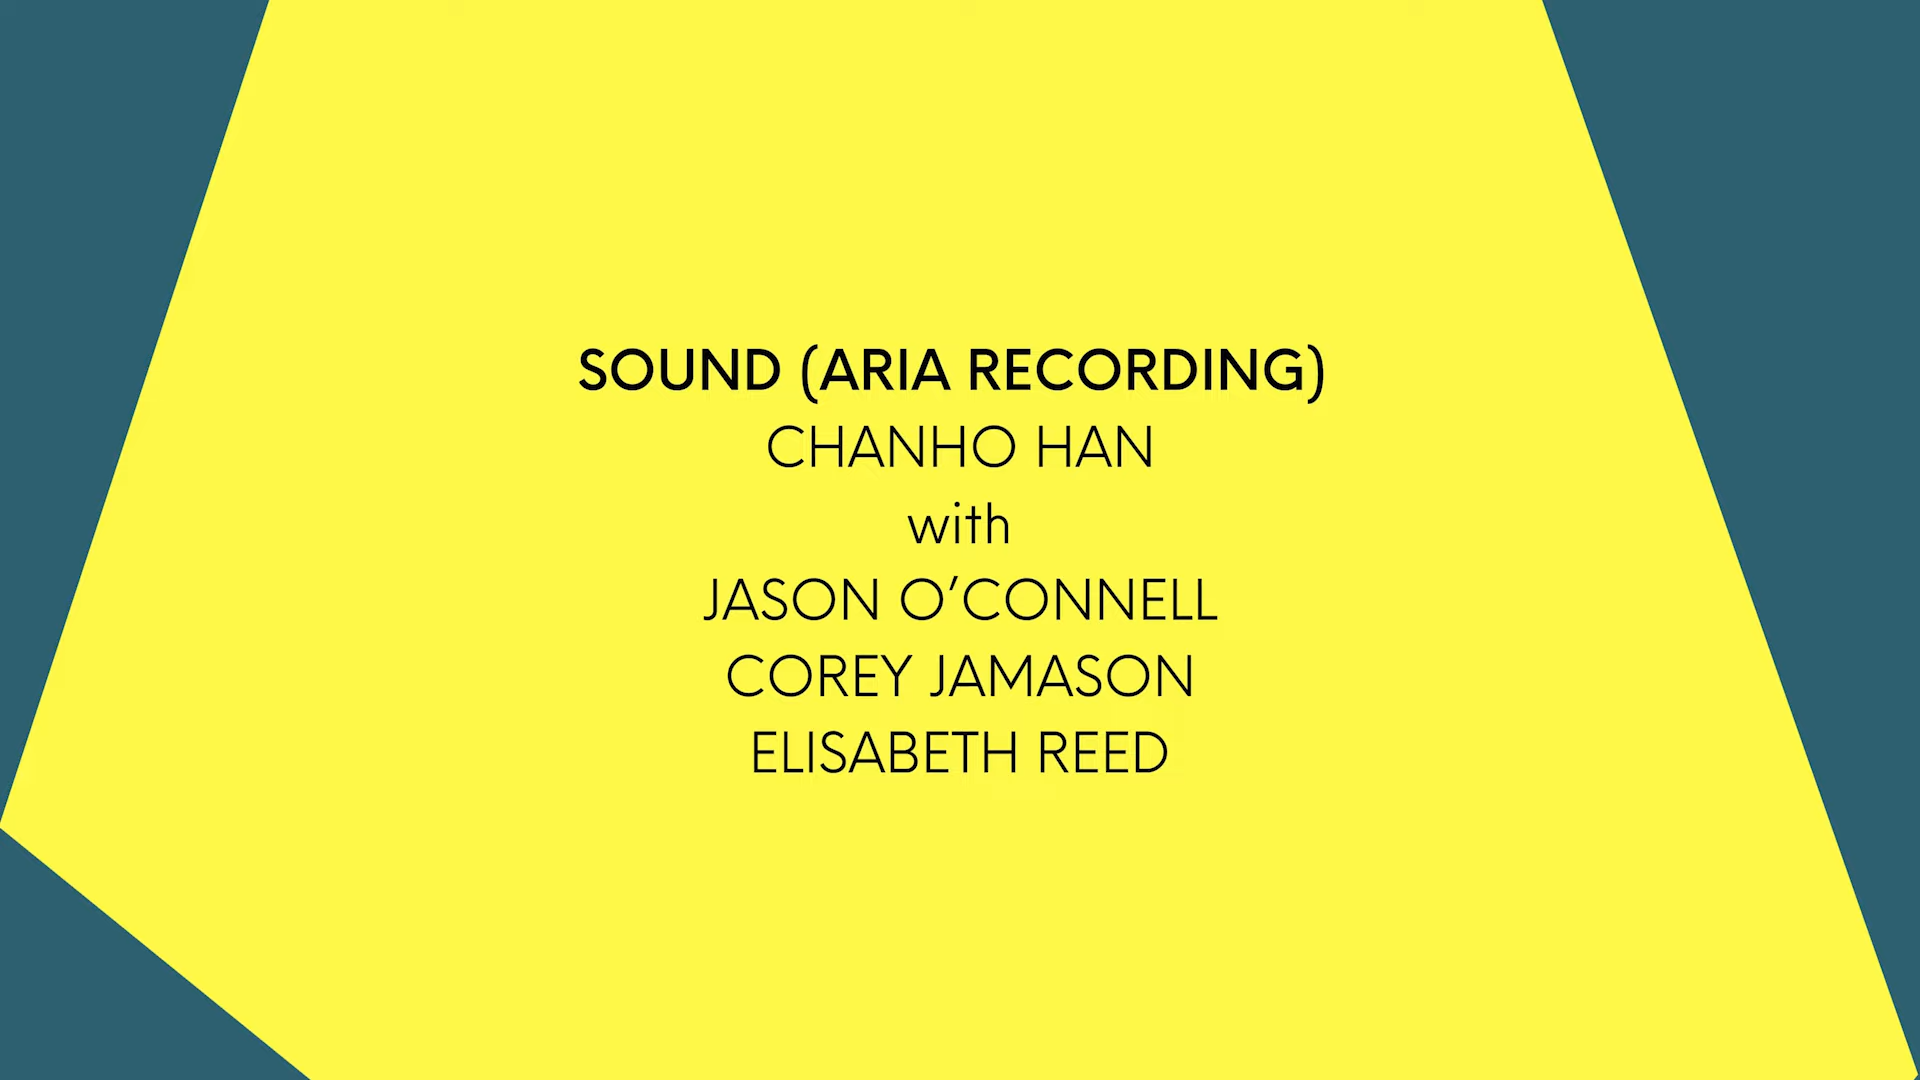 SOUND (ARIA RECORDING)
CHANHO HAN
with
JASON O’CONNELL
COREY JAMASON
ELISABETH REED